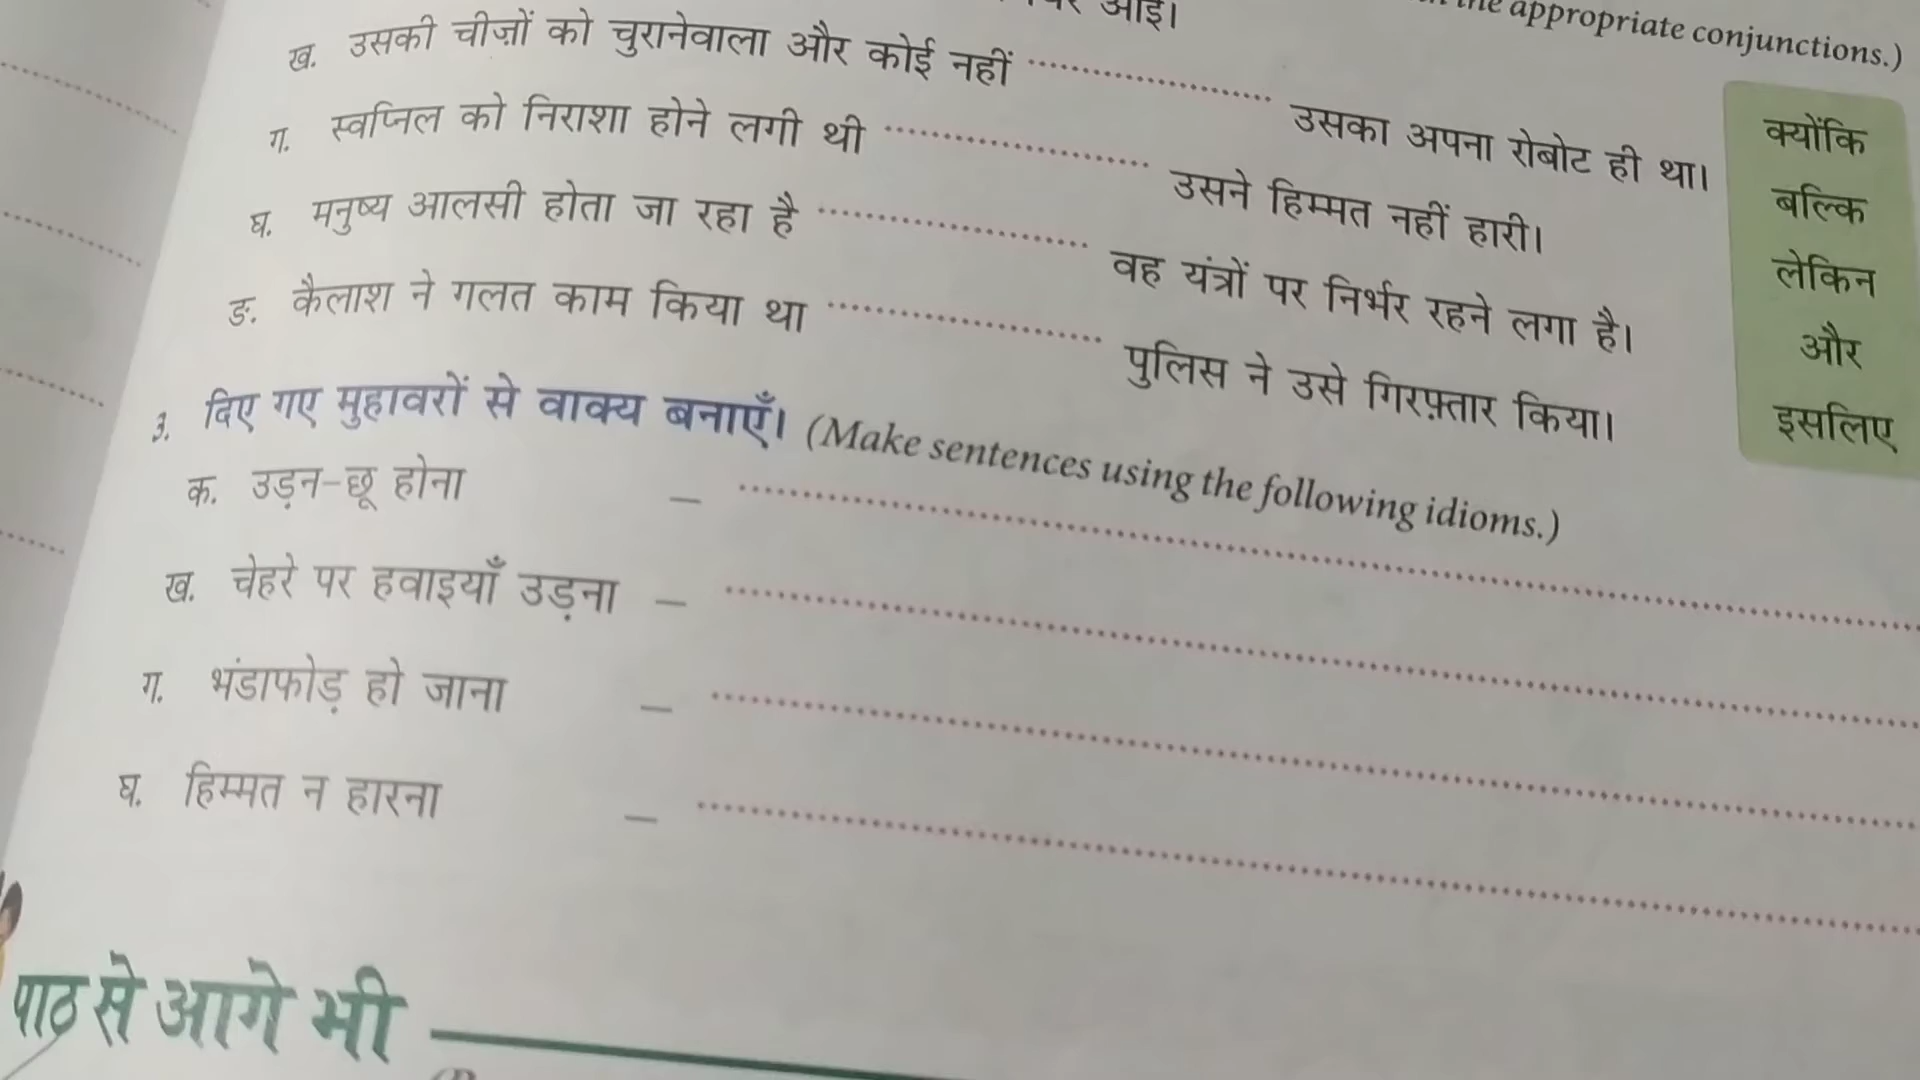 the appropriate conjunctions.)
आई।
ख. उसकी चीज़ों को चुरानेवाला और कोई नहीं .............................. उसका अपना रोबोट ही था।
ग. स्वप्निल को निराशा होने लगी थी .............................. उसने हिम्मत नहीं हारी।
घ. मनुष्य आलसी होता जा रहा है .............................. वह यंत्रों पर निर्भर रहने लगा है।
ङ. कैलाश ने गलत काम किया था .............................. पुलिस ने उसे गिरफ़्तार किया।
क्योंकि
बल्कि
लेकिन
और
इसलिए
3. दिए गए मुहावरों से वाक्य बनाएँ। (Make sentences using the following idioms.)
क. उड़न-छू होना – ..............................
ख. चेहरे पर हवाइयाँ उड़ना – ..............................
ग. भंडाफोड़ हो जाना – ..............................
घ. हिम्मत न हारना – ..............................
पाठ से आगे भी